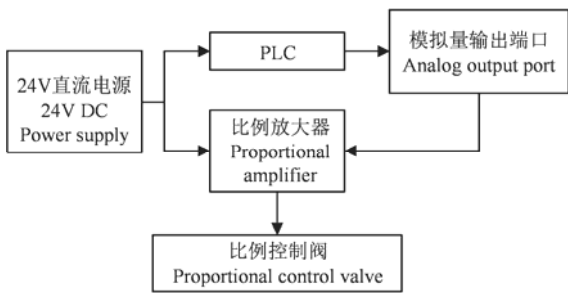 24V直流电源
24V DC
Power supply
PLC
模拟量输出端口
Analog output port
比例放大器
Proportional
amplifier
比例控制阀
Proportional control valve